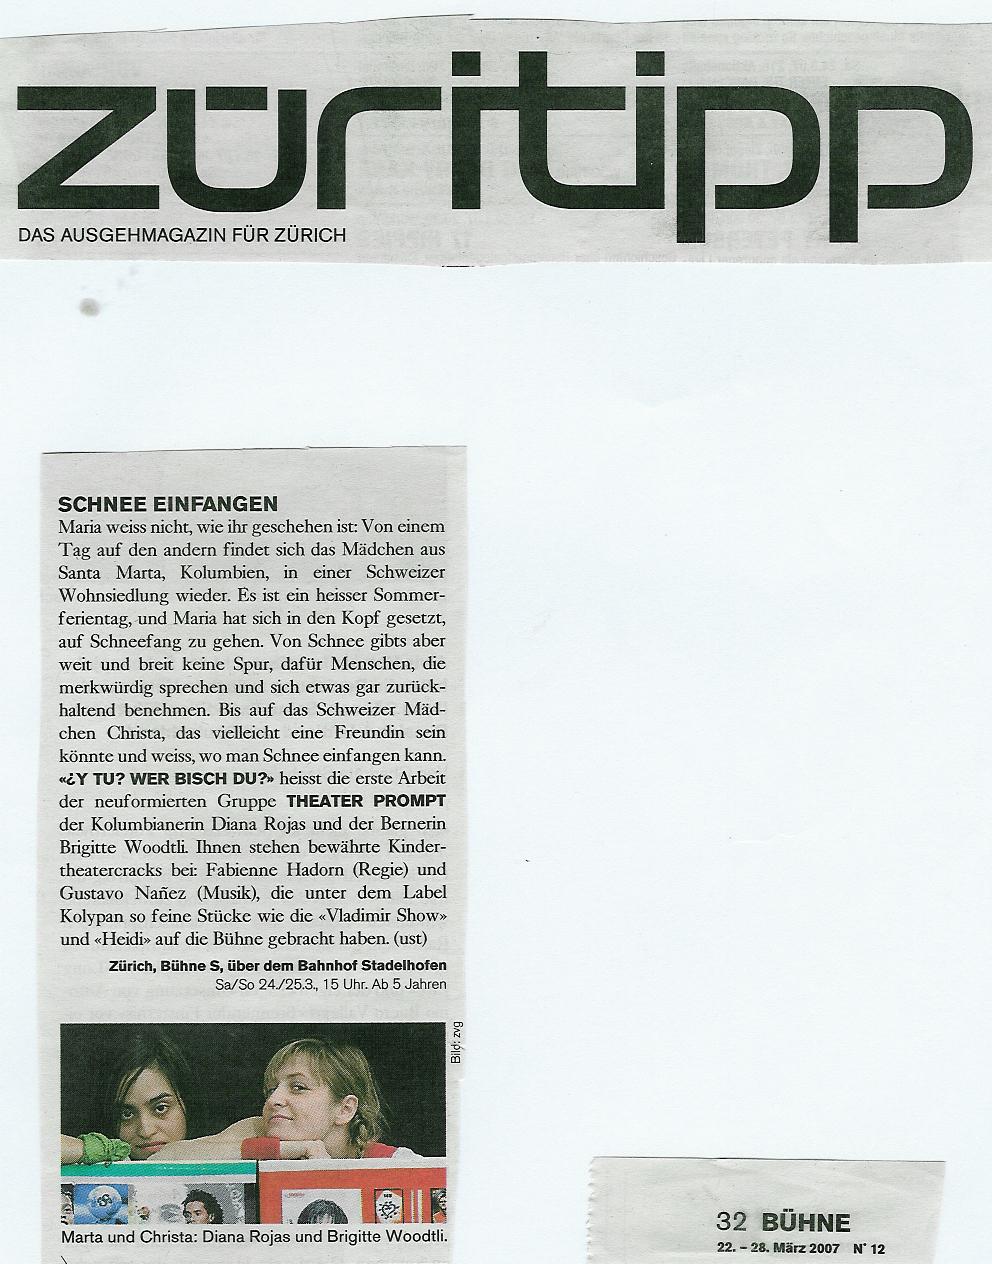 züritipp
DAS AUSGEHMAGAZIN FÜR ZÜRICH
SCHNEE EINFANGEN
Maria weiss nicht, wie ihr geschehen ist: Von einem
Tag auf den andern findet sich das Mädchen aus
Santa Marta, Kolumbien, in einer Schweizer
Wohnsiedlung wieder. Es ist ein heisser Sommer-
ferientag, und Maria hat sich in den Kopf gesetzt,
auf Schneefang zu gehen. Von Schnee gibts aber
weit und breit keine Spur, dafür Menschen, die
merkwürdig sprechen und sich etwas gar zurück-
haltend benehmen. Bis auf das Schweizer Mäd-
chen Christa, das vielleicht eine Freundin sein
könnte und weiss, wo man Schnee einfangen kann.
«¿Y TU? WER BISCH DU?» heisst die erste Arbeit
der neuformierten Gruppe THEATER PROMPT
der Kolumbianerin Diana Rojas und der Bernerin
Brigitte Woodtli. Ihnen stehen bewährte Kinder-
theatercracks bei: Fabienne Hadorn (Regie) und
Gustavo Nañez (Musik), die unter dem Label
Kolypan so feine Stücke wie die «Vladimir Show»
und «Heidi» auf die Bühne gebracht haben. (ust)
Zürich, Bühne S, über dem Bahnhof Stadelhofen
Sa/So 24./25.3., 15 Uhr. Ab 5 Jahren
Bild: zvg
Marta und Christa: Diana Rojas und Brigitte Woodtli.
32 BÜHNE
22. – 28. März 2007 N° 12